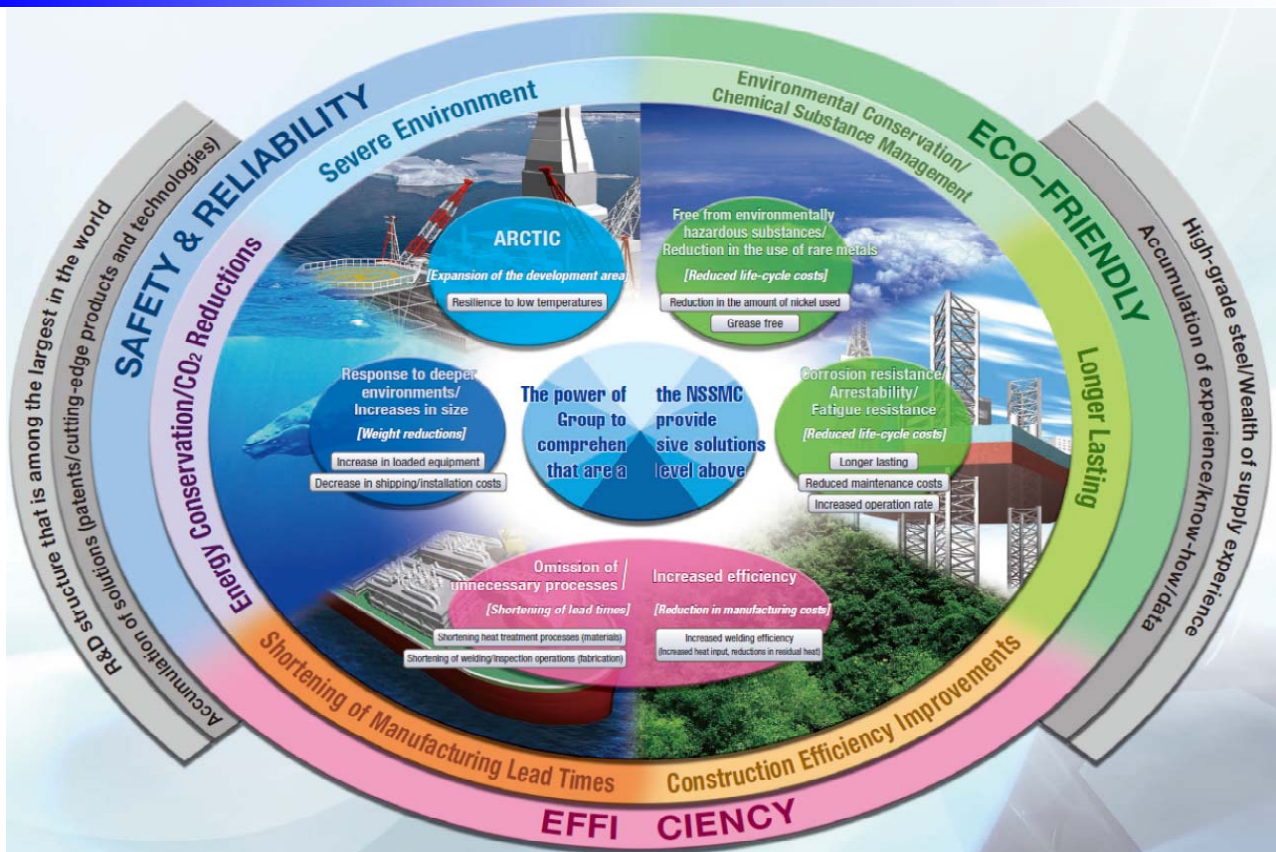 SAFETY & RELIABILITY
ECO-FRIENDLY
EFFI CIENCY
Severe Environment
Environmental Conservation/
Chemical Substance Management
Energy Conservation/CO₂ Reductions
Longer Lasting
Shortening of Manufacturing Lead Times
Construction Efficiency Improvements
R&D structure that is among the largest in the world
Accumulation of solutions (patents/cutting-edge products and technologies)
High-grade steel/Wealth of supply experience
Accumulation of experience/know-how/data
ARCTIC
[Expansion of the development area]
Resilience to low temperatures
Free from environmentally
hazardous substances/
Reduction in the use of rare metals
[Reduced life-cycle costs]
Reduction in the amount of nickel used
Grease free
Response to deeper
environments/
Increases in size
[Weight reductions]
Increase in loaded equipment
Decrease in shipping/installation costs
The power of the NSSMC
Group to provide
comprehen sive solutions
that are a level above
Corrosion resistance/
Arrestability/
Fatigue resistance
[Reduced life-cycle costs]
Longer lasting
Reduced maintenance costs
Increased operation rate
Omission of
unnecessary processes /
[Shortening of lead times]
Shortening heat treatment processes (materials)
Shortening of welding/inspection operations (fabrication)
Increased efficiency
[Reduction in manufacturing costs]
Increased welding efficiency
(Increased heat input, reductions in residual heat)